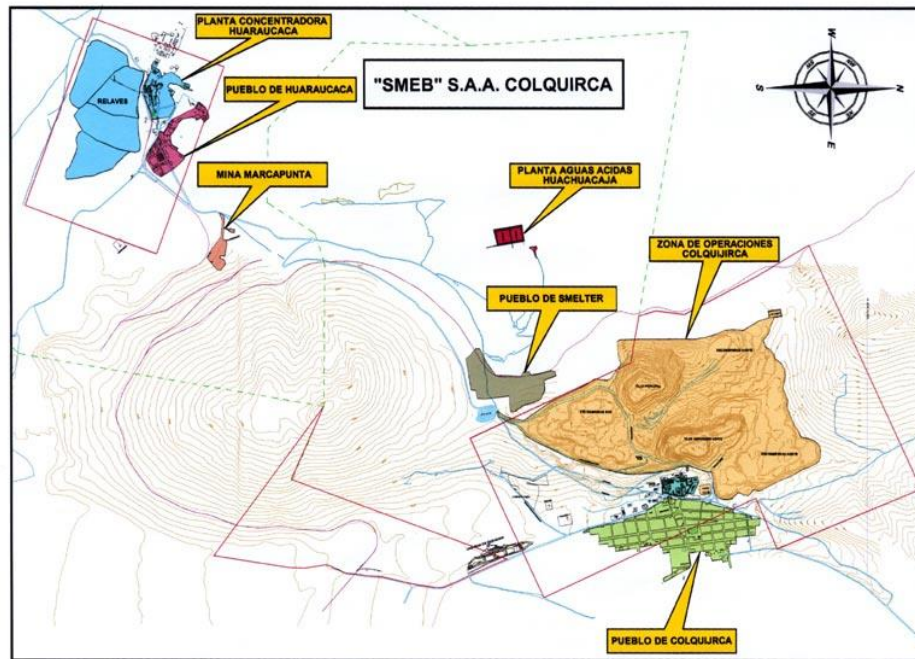 PLANTA CONCENTRADORA
HUARAUCACA
"SMEB" S.A.A. COLQUIRCA
W
S
N
E
PUEBLO DE HUARAUCACA
RELAVES
MINA MARCAPUNTA
PLANTA AGUAS ACIDAS
HUACHUACAJA
ZONA DE OPERACIONES
COLQUIJIRCA
PUEBLO DE SMELTER
PUEBLO DE COLQUIJRCA